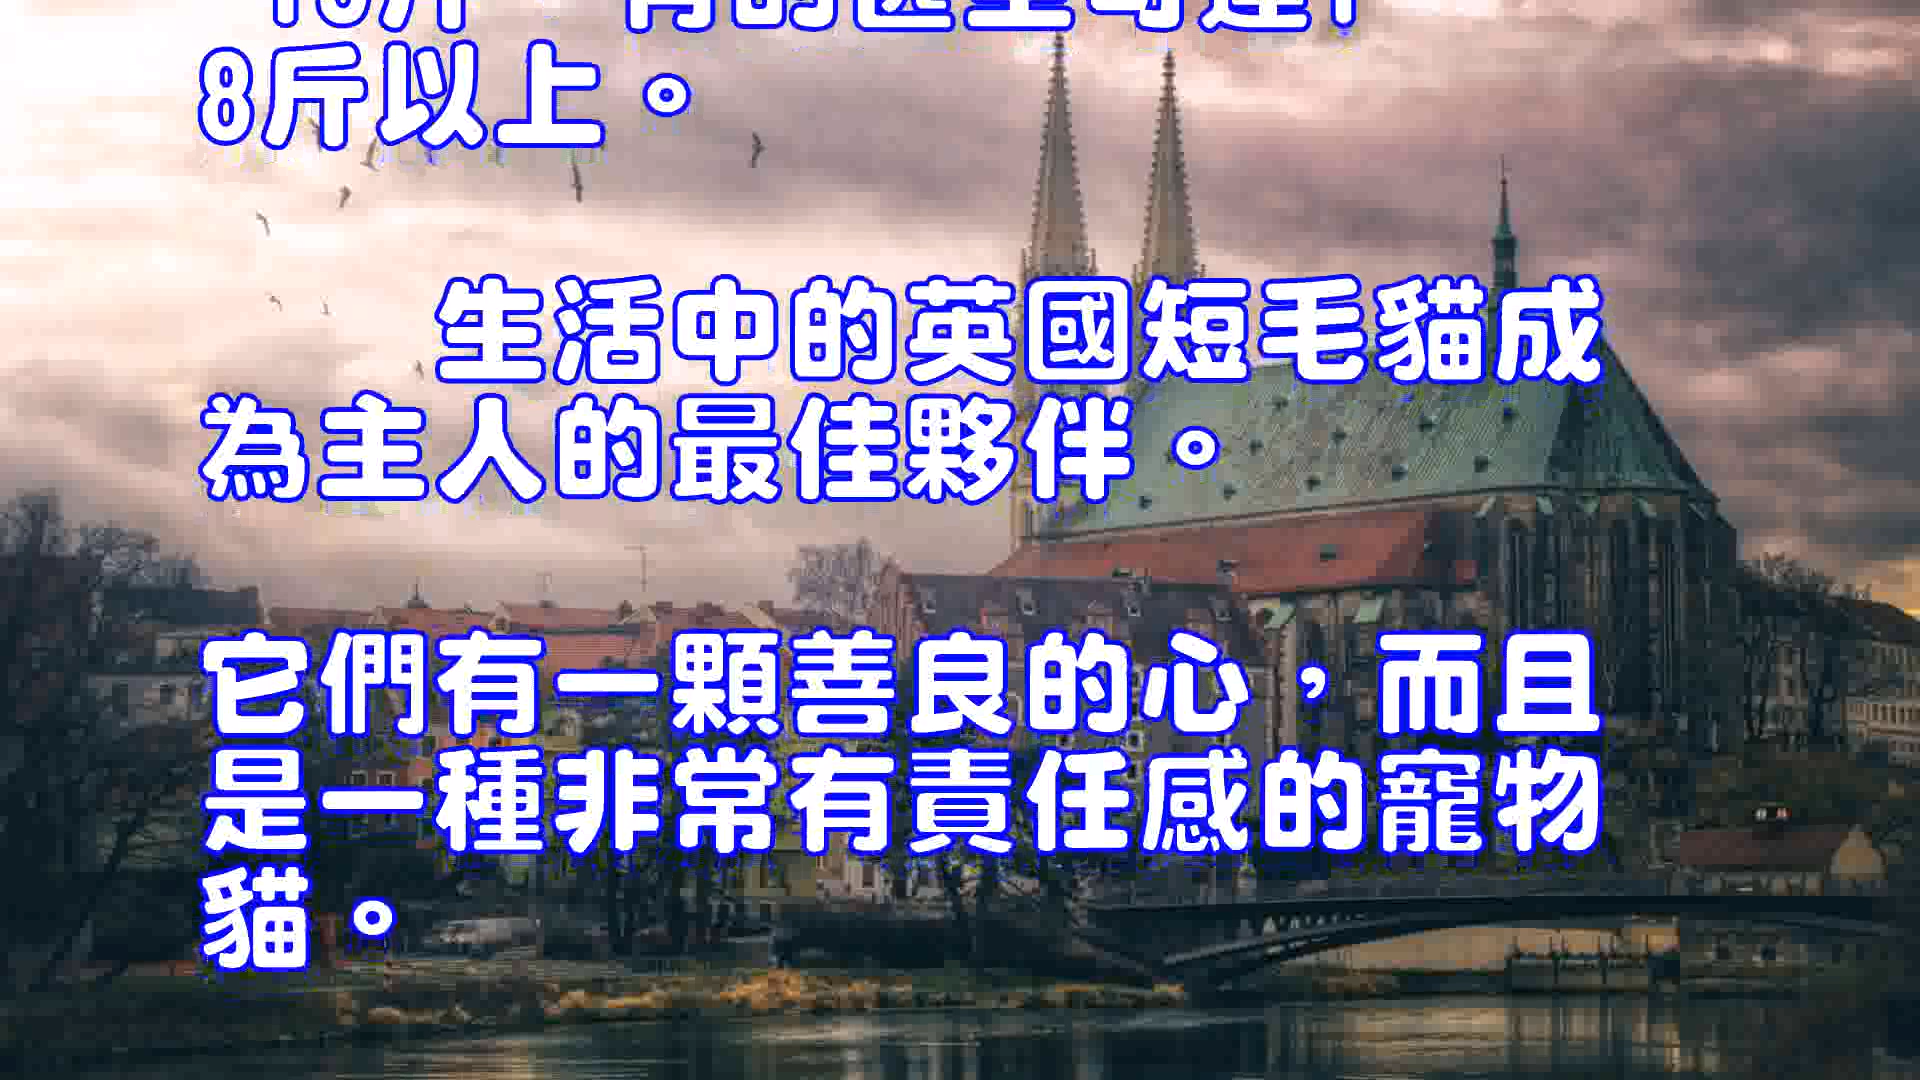 8斤以上。
生活中的英國短毛貓成
為主人的最佳夥伴。
它們有一顆善良的心，而且
是一種非常有責任感的寵物
貓。